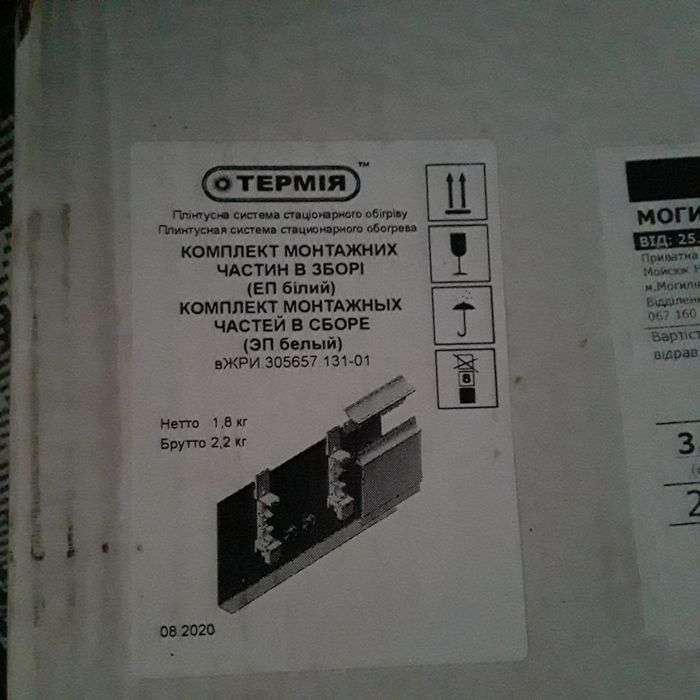 ТЕРМІЯ™
Плінтусна система стаціонарного обігріву
Плинтусная система стационарного обогрева
КОМПЛЕКТ МОНТАЖНИХ
ЧАСТИН В ЗБОРІ
(ЕП білий)
КОМПЛЕКТ МОНТАЖНЫХ
ЧАСТЕЙ В СБОРЕ
(ЭП белый)
вЖРИ.305657.131-01
8
Нетто 1,8 кг
Брутто 2,2 кг
08.2020
МОГИ
ВІД: 25.
Приватна
Мойсюк Н
м.Могилі
Відділен
067 160
Вартіст
відрав
3
2